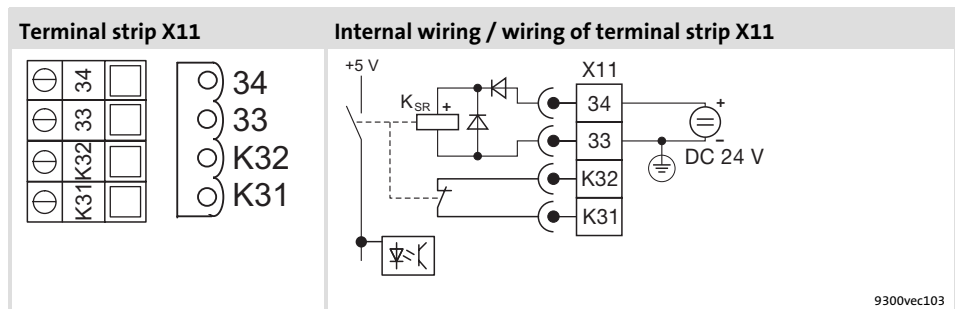 Terminal strip X11
Internal wiring / wiring of terminal strip X11
34
33
K32
K31
34
33
K32
K31
+5 V
K_SR
+
X11
34
33
K32
K31
+
−
DC 24 V
9300vec103